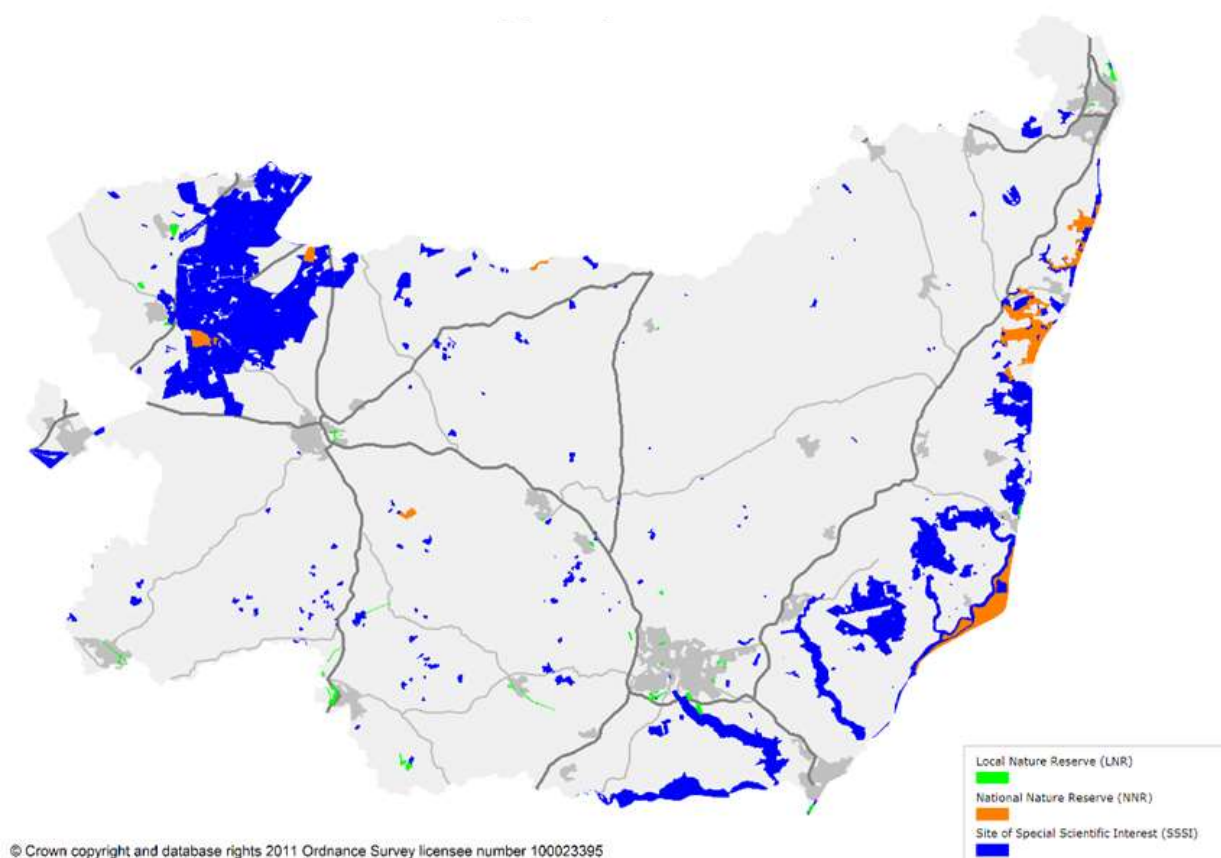 Local Nature Reserve (LNR)
National Nature Reserve (NNR)
Site of Special Scientific Interest (SSSI)
© Crown copyright and database rights 2011 Ordnance Survey licensee number 100023395